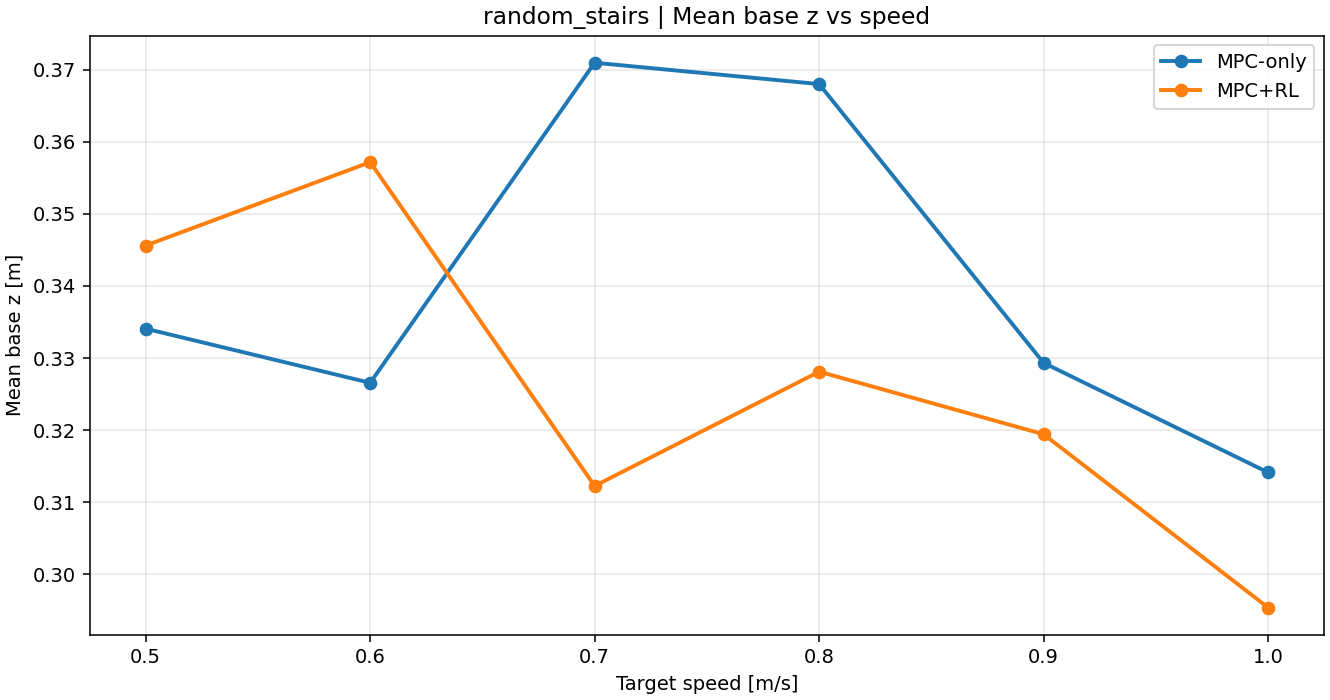 random_stairs | Mean base z vs speed
MPC-only
MPC+RL
Mean base z [m]
0.37
0.36
0.35
0.34
0.33
0.32
0.31
0.30
0.5 0.6 0.7 0.8 0.9 1.0
Target speed [m/s]